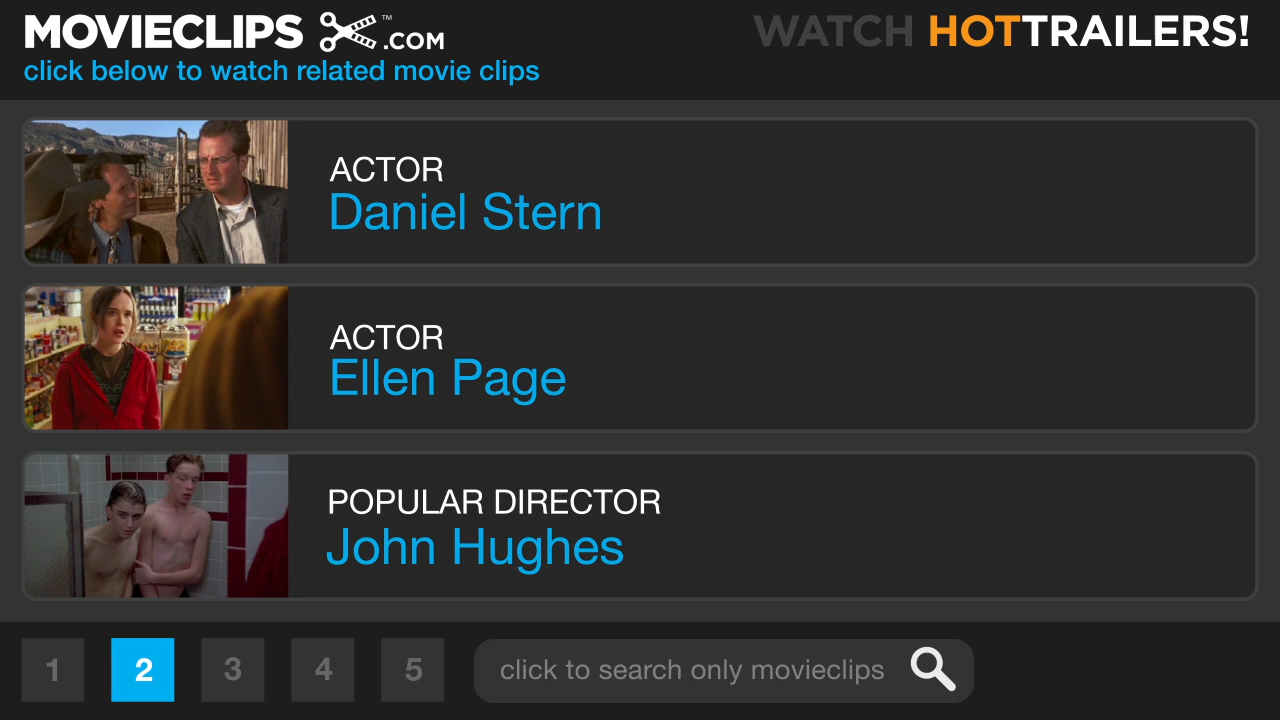 MOVIECLIPS ™.COM
WATCH HOTTRAILERS!
click below to watch related movie clips
ACTOR
Daniel Stern
ACTOR
Ellen Page
POPULAR DIRECTOR
John Hughes
1 2 3 4 5 click to search only movieclips